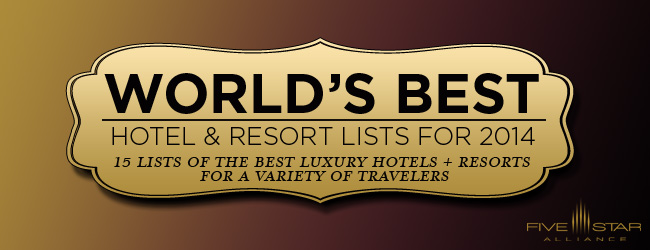 WORLD'S BEST
HOTEL & RESORT LISTS FOR 2014
15 LISTS OF THE BEST LUXURY HOTELS + RESORTS
FOR A VARIETY OF TRAVELERS
FIVE STAR
ALLIANCE